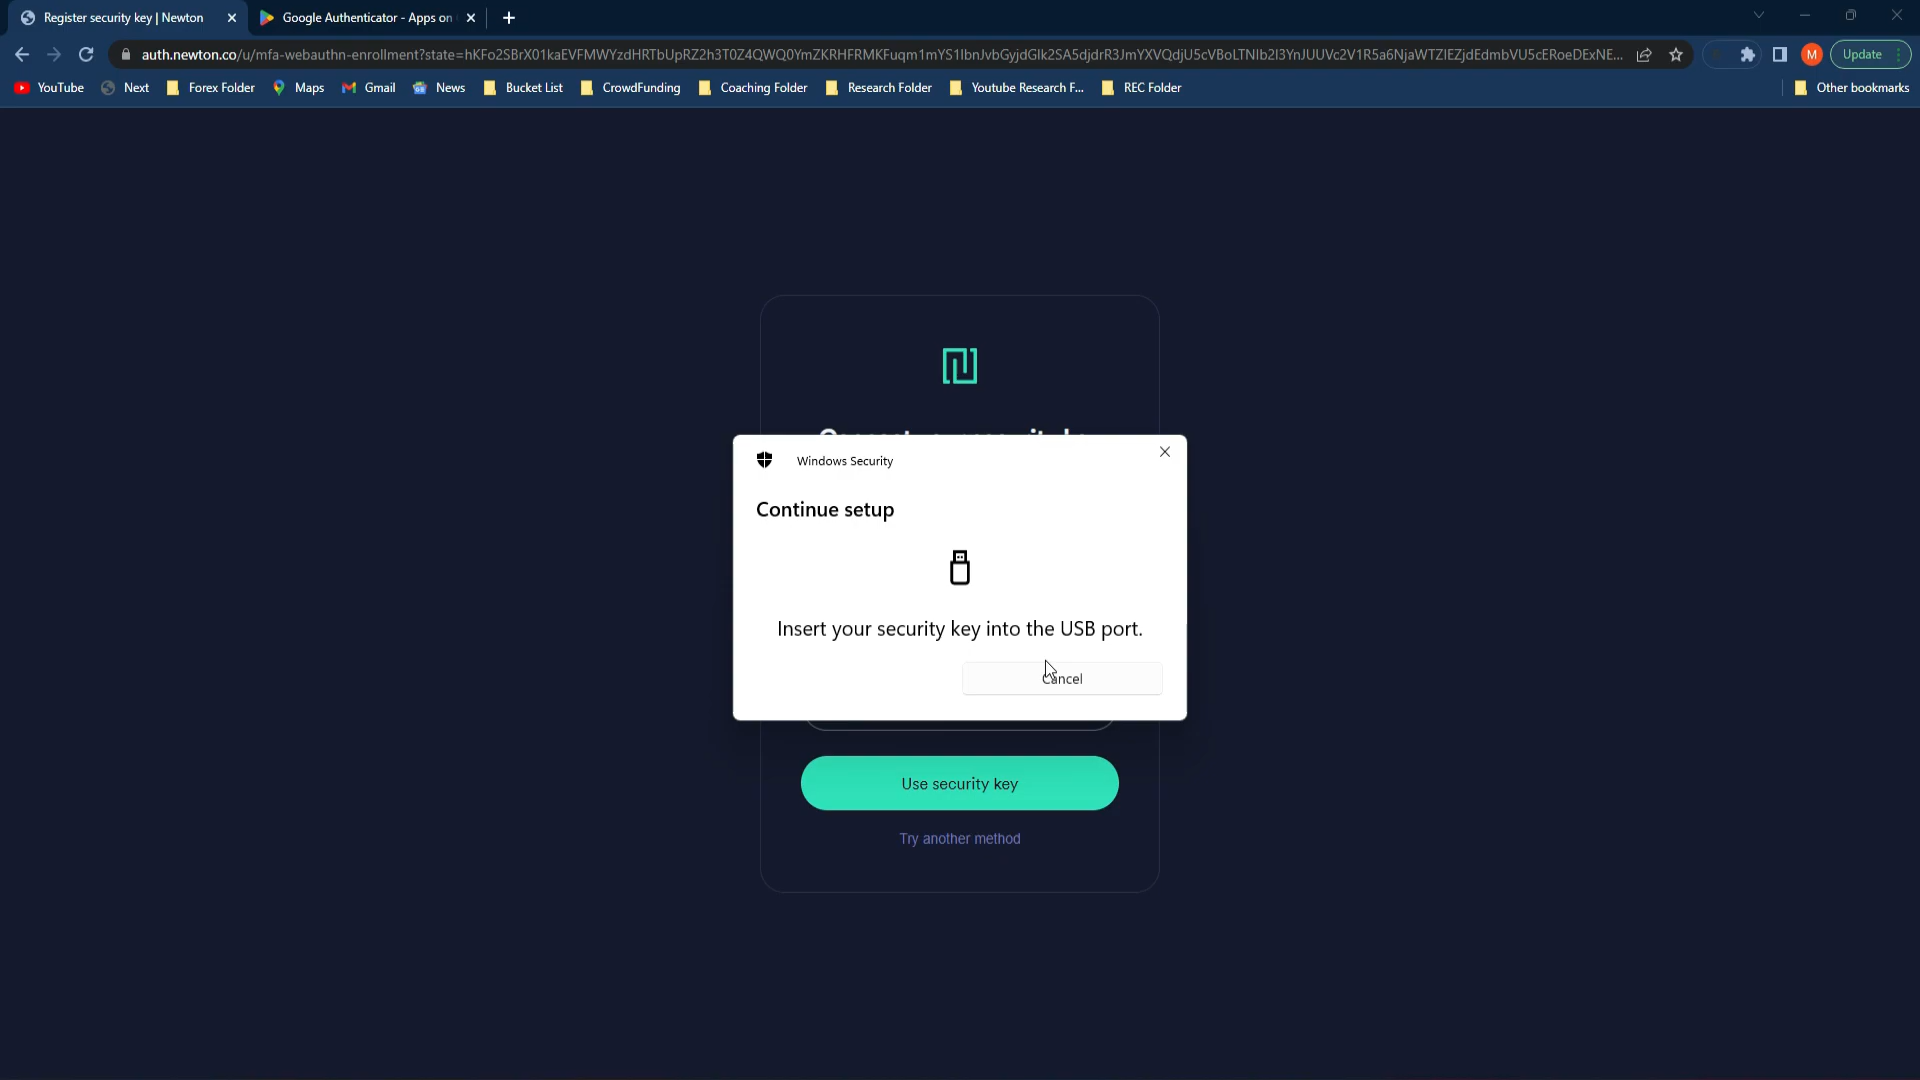 Register security key | Newton
Google Authenticator - Apps on
auth.newton.co/u/mfa-webauthn-enrollment?state=
Update
YouTube
Next
Forex Folder
Maps
Gmail
News
Bucket List
CrowdFunding
Coaching Folder
Research Folder
Youtube Research F...
REC Folder
Other bookmarks
M
Windows Security
Continue setup
Insert your security key into the USB port.
Cancel
Use security key
Try another method